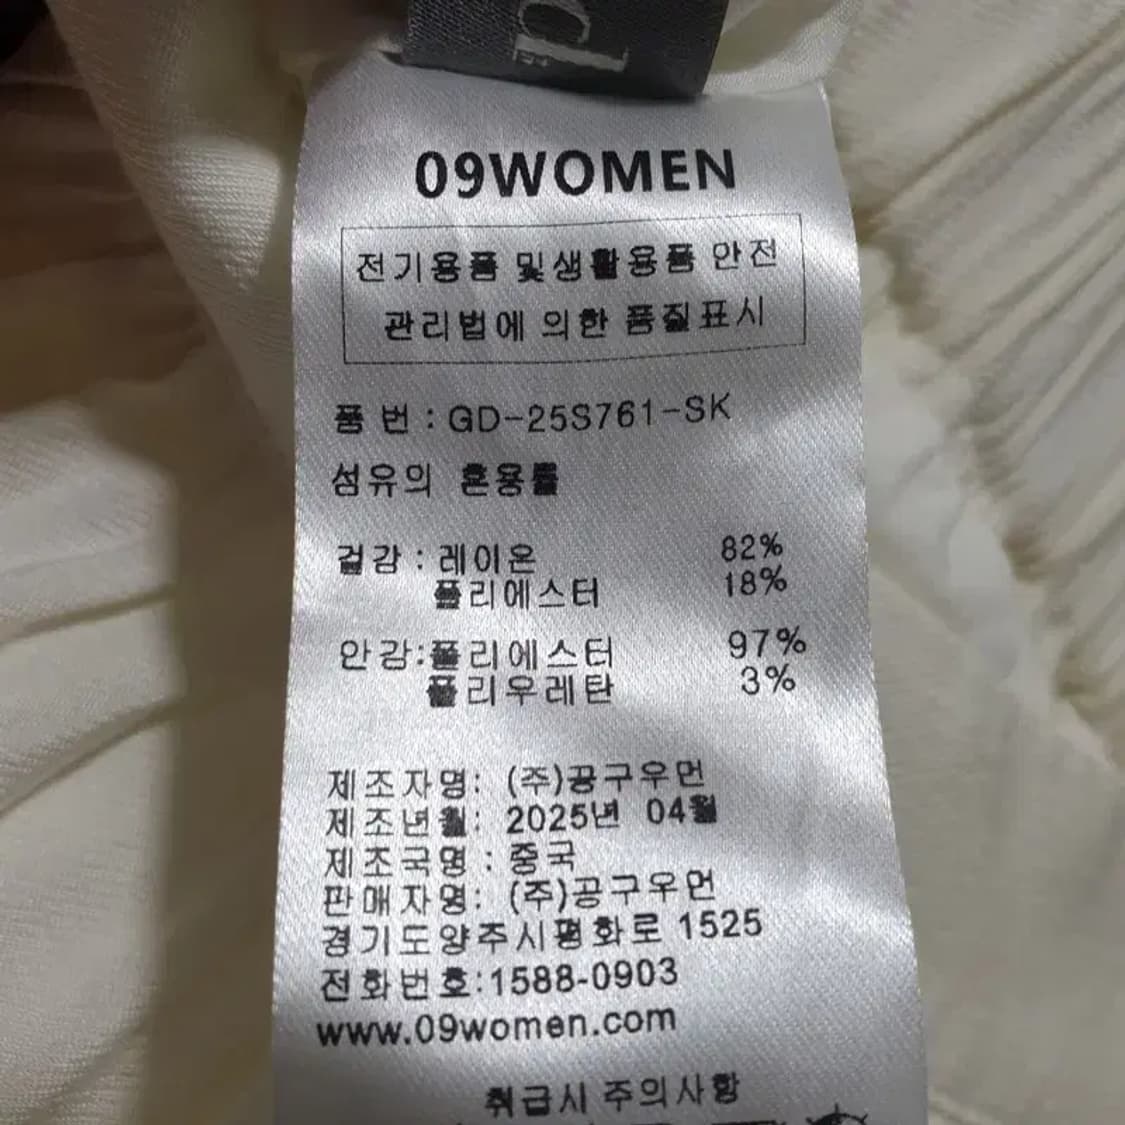 09WOMEN
전기용품 및생활용품 안전
관리법에 의한 품질표시
품 번 : GD-25S761-SK
섬유의 혼용률
겉감 : 레이온 82%
폴리에스터 18%
안감:폴리에스터 97%
폴리우레탄 3%
제조자명: (주)공구우먼
제조년월: 2025년 04월
제조국명 : 중국
판매자명: (주)공구우먼
경기도양주시평화로 1525
전화번호:1588-0903
www.09women.com
취급시 주의사항